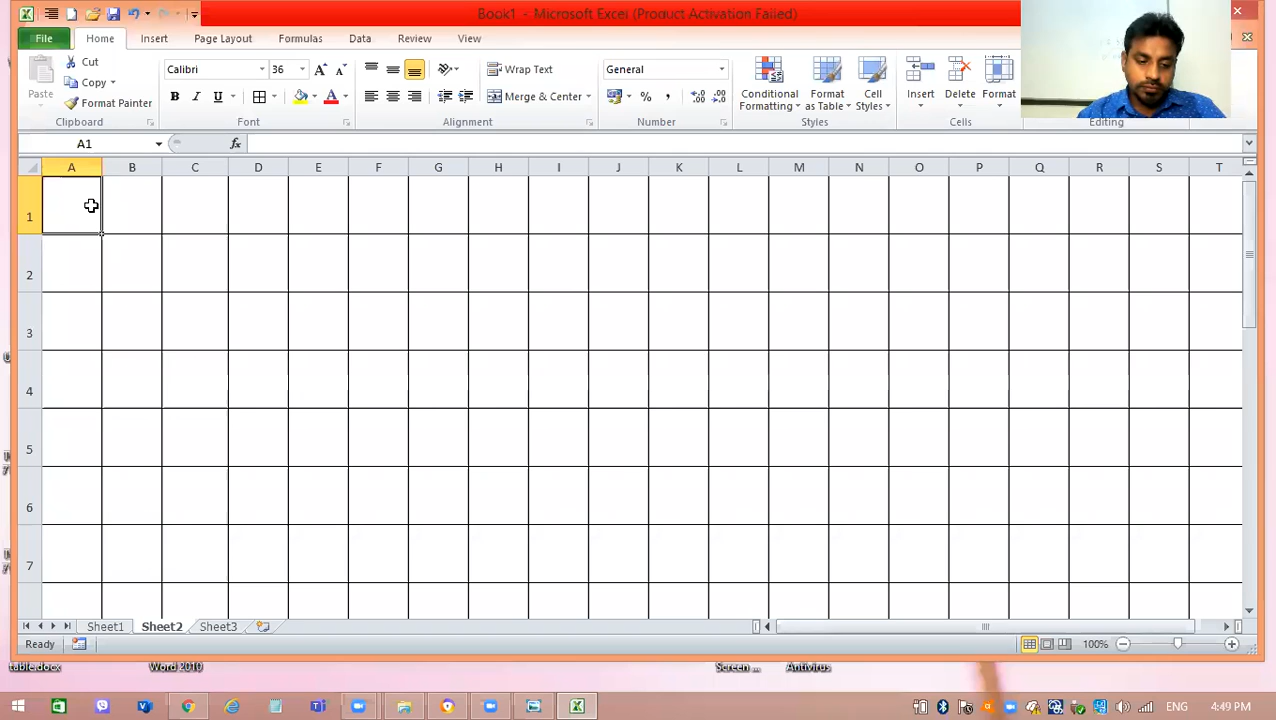 Book1 - Microsoft Excel (Product Activation Failed)
File Home Insert Page Layout Formulas Data Review View
Paste Cut Copy Format Painter
Calibri 36 A A
B I U A
Wrap Text
Merge & Center
General
% ,
Conditional Formatting Format as Table Cell Styles
Insert Delete Format
Clipboard Font Alignment Number Styles Cells Editing
A1 fx
A B C D E F G H I J K L M N O P Q R S T
1
2
3
4
5
6
7
Sheet1 Sheet2 Sheet3
Ready 100%
table.docx Word 2010 Screen ... Antivirus
ENG 4:49 PM